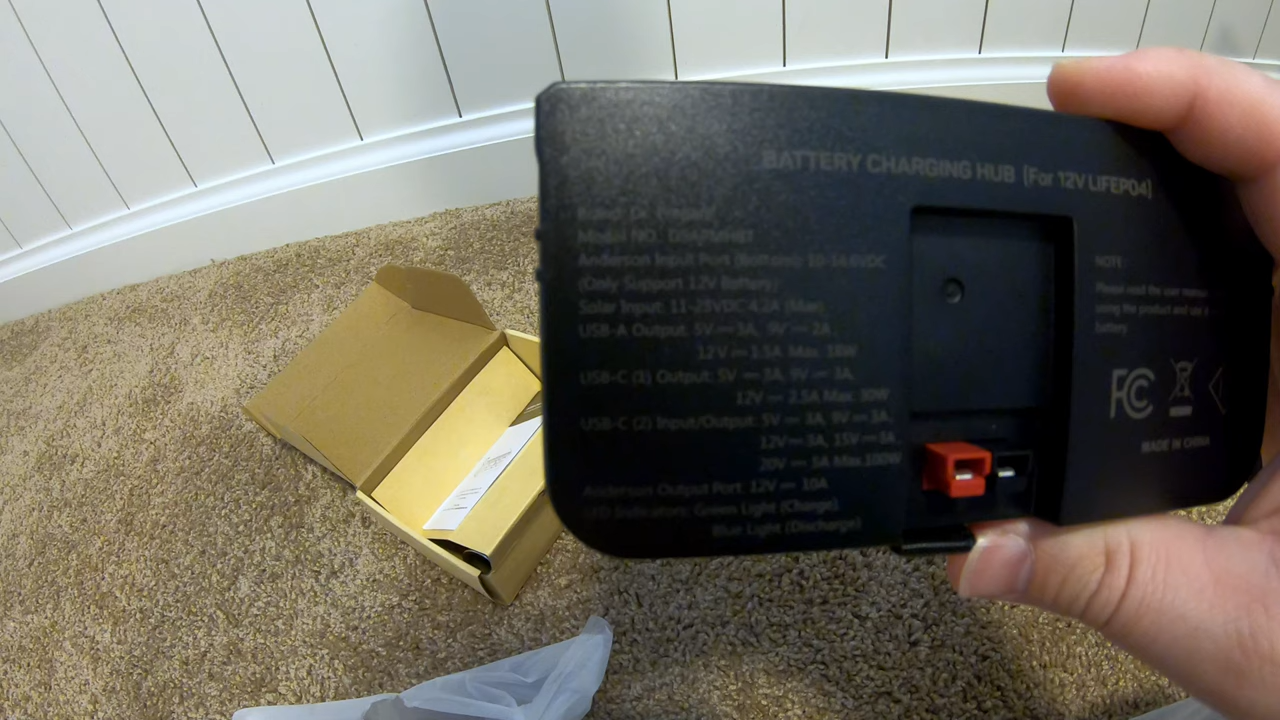 BATTERY CHARGING HUB (For 12V LIFEPO4)
Model NO.:
Anderson Input Port (Bottom): 10-14.6VDC
(Only Support 12V Battery)
Solar Input: 11-25VDC 4.2A (Max)
USB-A Output: 5V⎓3A, 9V⎓2A
12V⎓1.5A Max. 18W
USB-C (1) Output: 5V⎓3A, 9V⎓3A,
12V⎓2.5A Max. 30W
USB-C (2) Input/Output: 5V⎓3A, 9V⎓3A,
12V⎓3A, 15V⎓3A
20V⎓5A Max.100W
Anderson Output Port: 12V⎓10A
LED Indicators: Green Light (Charge)
Blue Light (Discharge)
NOTE
Please read the user manual
using the product and use
battery.
FC
MADE IN CHINA